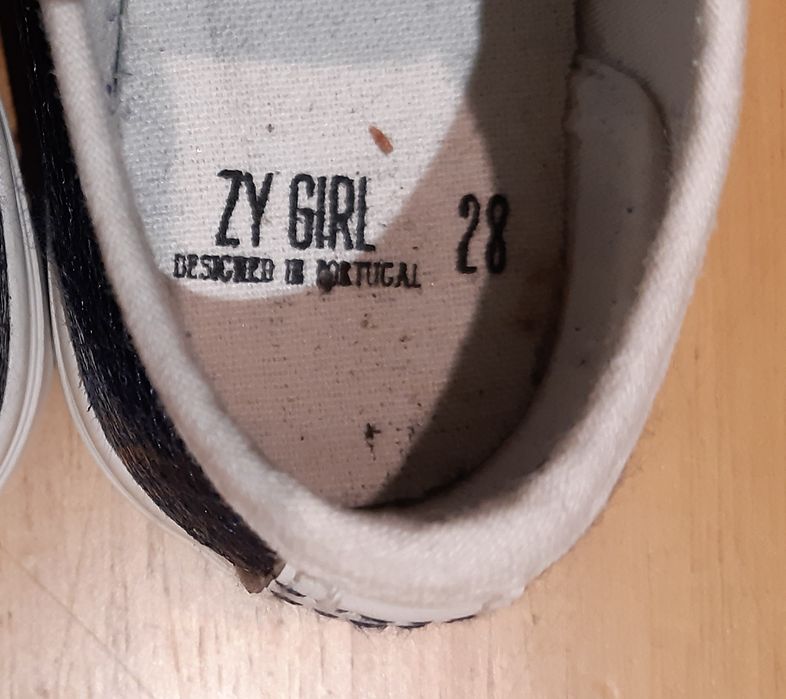 ZY GIRL
DESIGNED IN PORTUGAL
28